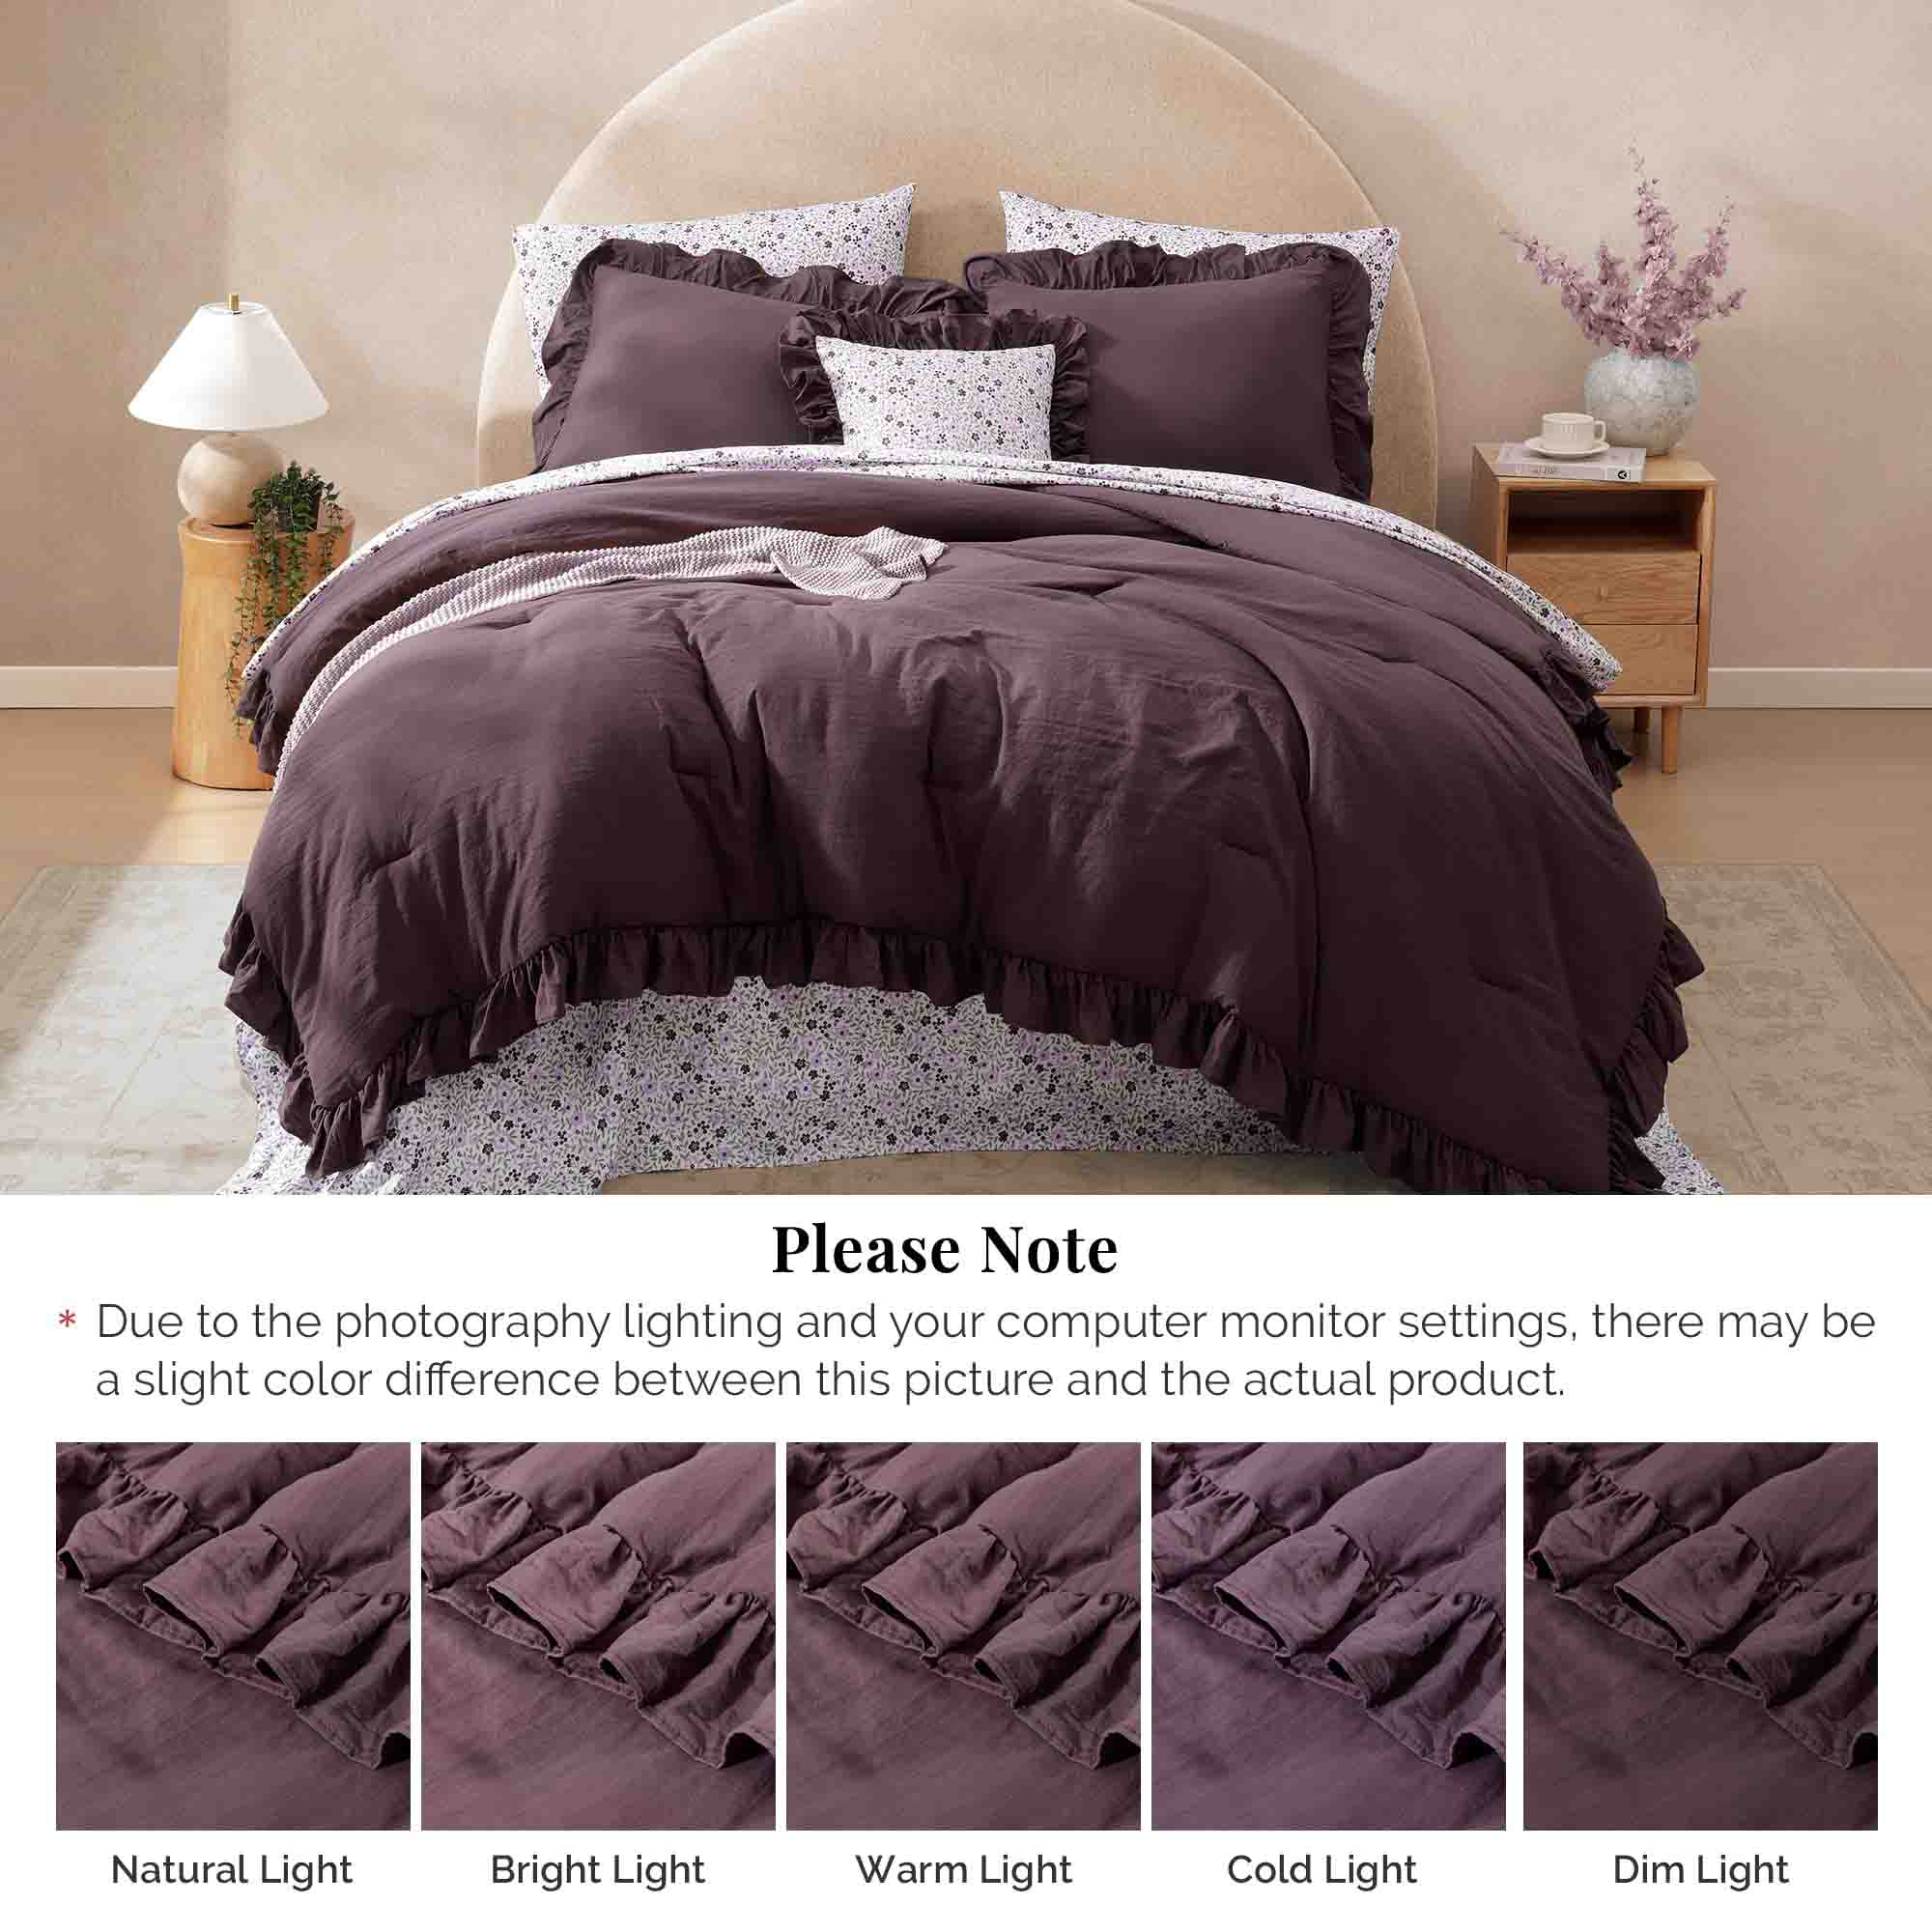 Please Note
* Due to the photography lighting and your computer monitor settings, there may be
a slight color difference between this picture and the actual product.
Natural Light
Bright Light
Warm Light
Cold Light
Dim Light